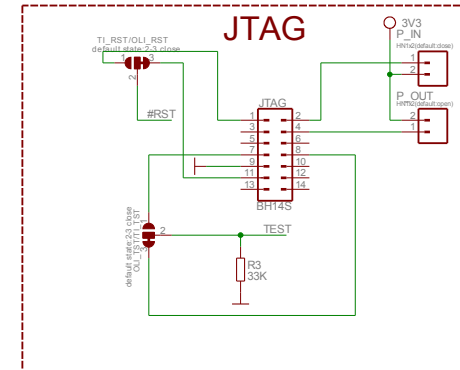 JTAG
3V3
P_IN
HN1x2(default:close)
1
2
TI_RST/OLI_RST
default state:2-3 close
1
3
2
#RST
P_OUT
HN1x2(default:open)
2
1
JTAG
1 2
3 4
5 6
7 8
9 10
11 12
13 14
BH14S
default state:2-3 close
OLI_TST/TI_TST
1
2
3
TEST
R3
33K